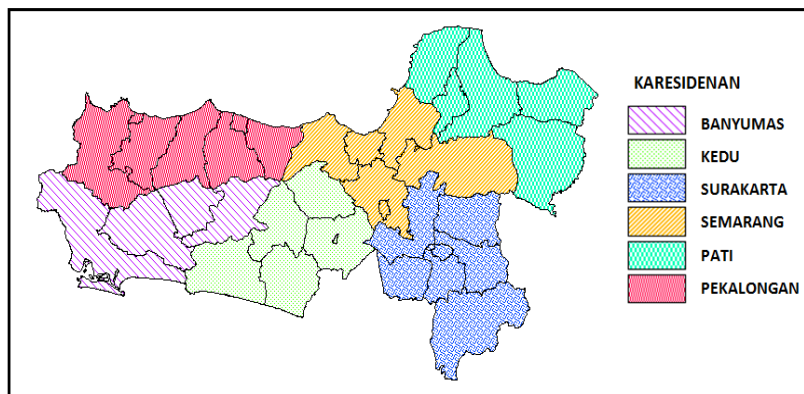 KARESIDENAN
BANYUMAS
KEDU
SURAKARTA
SEMARANG
PATI
PEKALONGAN